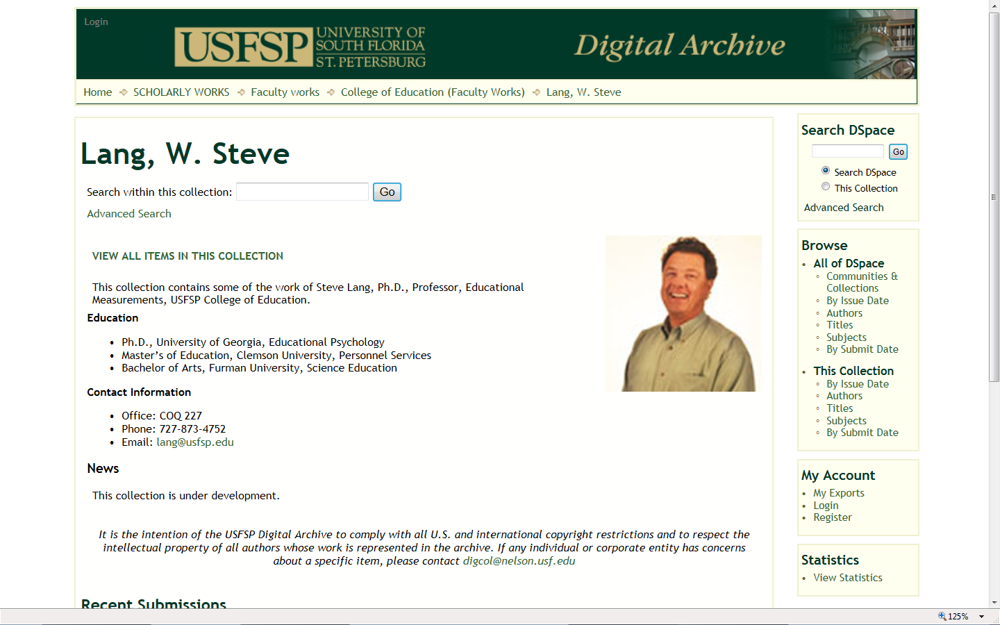 Login
USFSP
UNIVERSITY OF
SOUTH FLORIDA
ST. PETERSBURG
Digital Archive
Home SCHOLARLY WORKS Faculty works College of Education (Faculty Works) Lang, W. Steve
Lang, W. Steve
Search within this collection: Go
Advanced Search
VIEW ALL ITEMS IN THIS COLLECTION
This collection contains some of the work of Steve Lang, Ph.D., Professor, Educational
Measurements, USFSP College of Education.
Education
• Ph.D., University of Georgia, Educational Psychology
• Master's of Education, Clemson University, Personnel Services
• Bachelor of Arts, Furman University, Science Education
Contact Information
• Office: COQ 227
• Phone: 727-873-4752
• Email: lang@usfsp.edu
News
This collection is under development.
It is the intention of the USFSP Digital Archive to comply with all U.S. and international copyright restrictions and to respect the
intellectual property of all authors whose work is represented in the archive. If any individual or corporate entity has concerns
about a specific item, please contact digcol@nelson.usf.edu
Recent Submissions
Search DSpace
Go
Search DSpace
This Collection
Advanced Search
Browse
• All of DSpace
◦ Communities &
Collections
◦ By Issue Date
◦ Authors
◦ Titles
◦ Subjects
◦ By Submit Date
• This Collection
◦ By Issue Date
◦ Authors
◦ Titles
◦ Subjects
◦ By Submit Date
My Account
• My Exports
• Login
• Register
Statistics
• View Statistics
125%